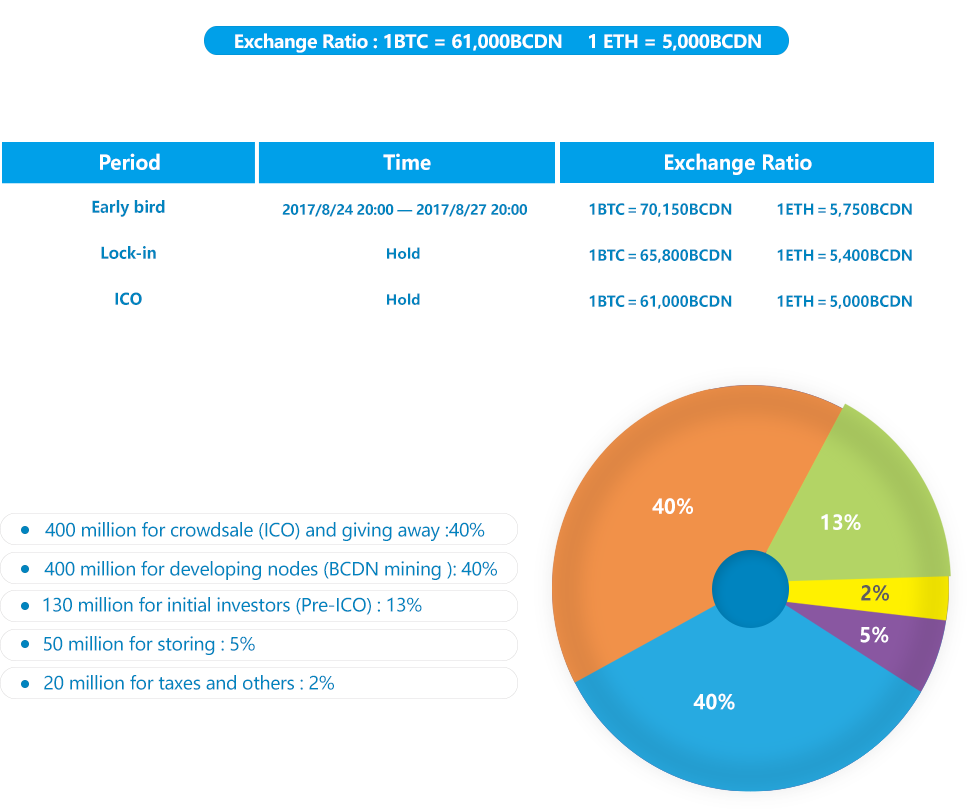 Exchange Ratio : 1BTC = 61,000BCDN 1 ETH = 5,000BCDN
Period Time Exchange Ratio
Early bird 2017/8/24 20:00 — 2017/8/27 20:00 1BTC = 70,150BCDN 1ETH = 5,750BCDN
Lock-in Hold 1BTC = 65,800BCDN 1ETH = 5,400BCDN
ICO Hold 1BTC = 61,000BCDN 1ETH = 5,000BCDN
400 million for crowdsale (ICO) and giving away :40%
400 million for developing nodes (BCDN mining ): 40%
130 million for initial investors (Pre-ICO) : 13%
50 million for storing : 5%
20 million for taxes and others : 2%
40%
13%
2%
5%
40%